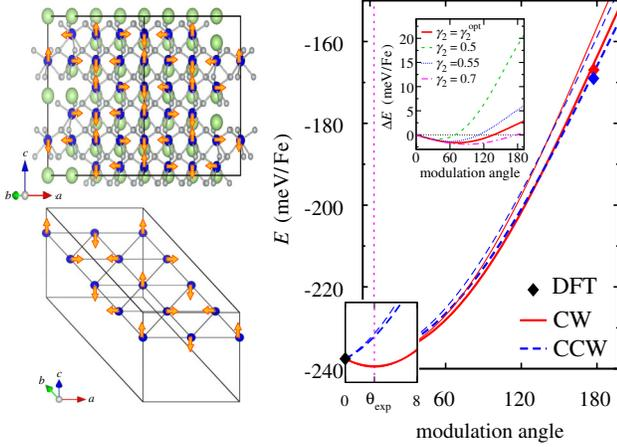 c
b
a
c
b
a
E (meV/Fe)
-160
-180
-200
-220
-240
ΔE (meV/Fe)
20
15
10
5
0
γ₂ = γ₂ᵒᵖᵗ
γ₂ = 0.5
γ₂ =0.55
γ₂ = 0.7
0 60 120 180
modulation angle
DFT
CW
CCW
0 θexp 8 60 120 180
modulation angle